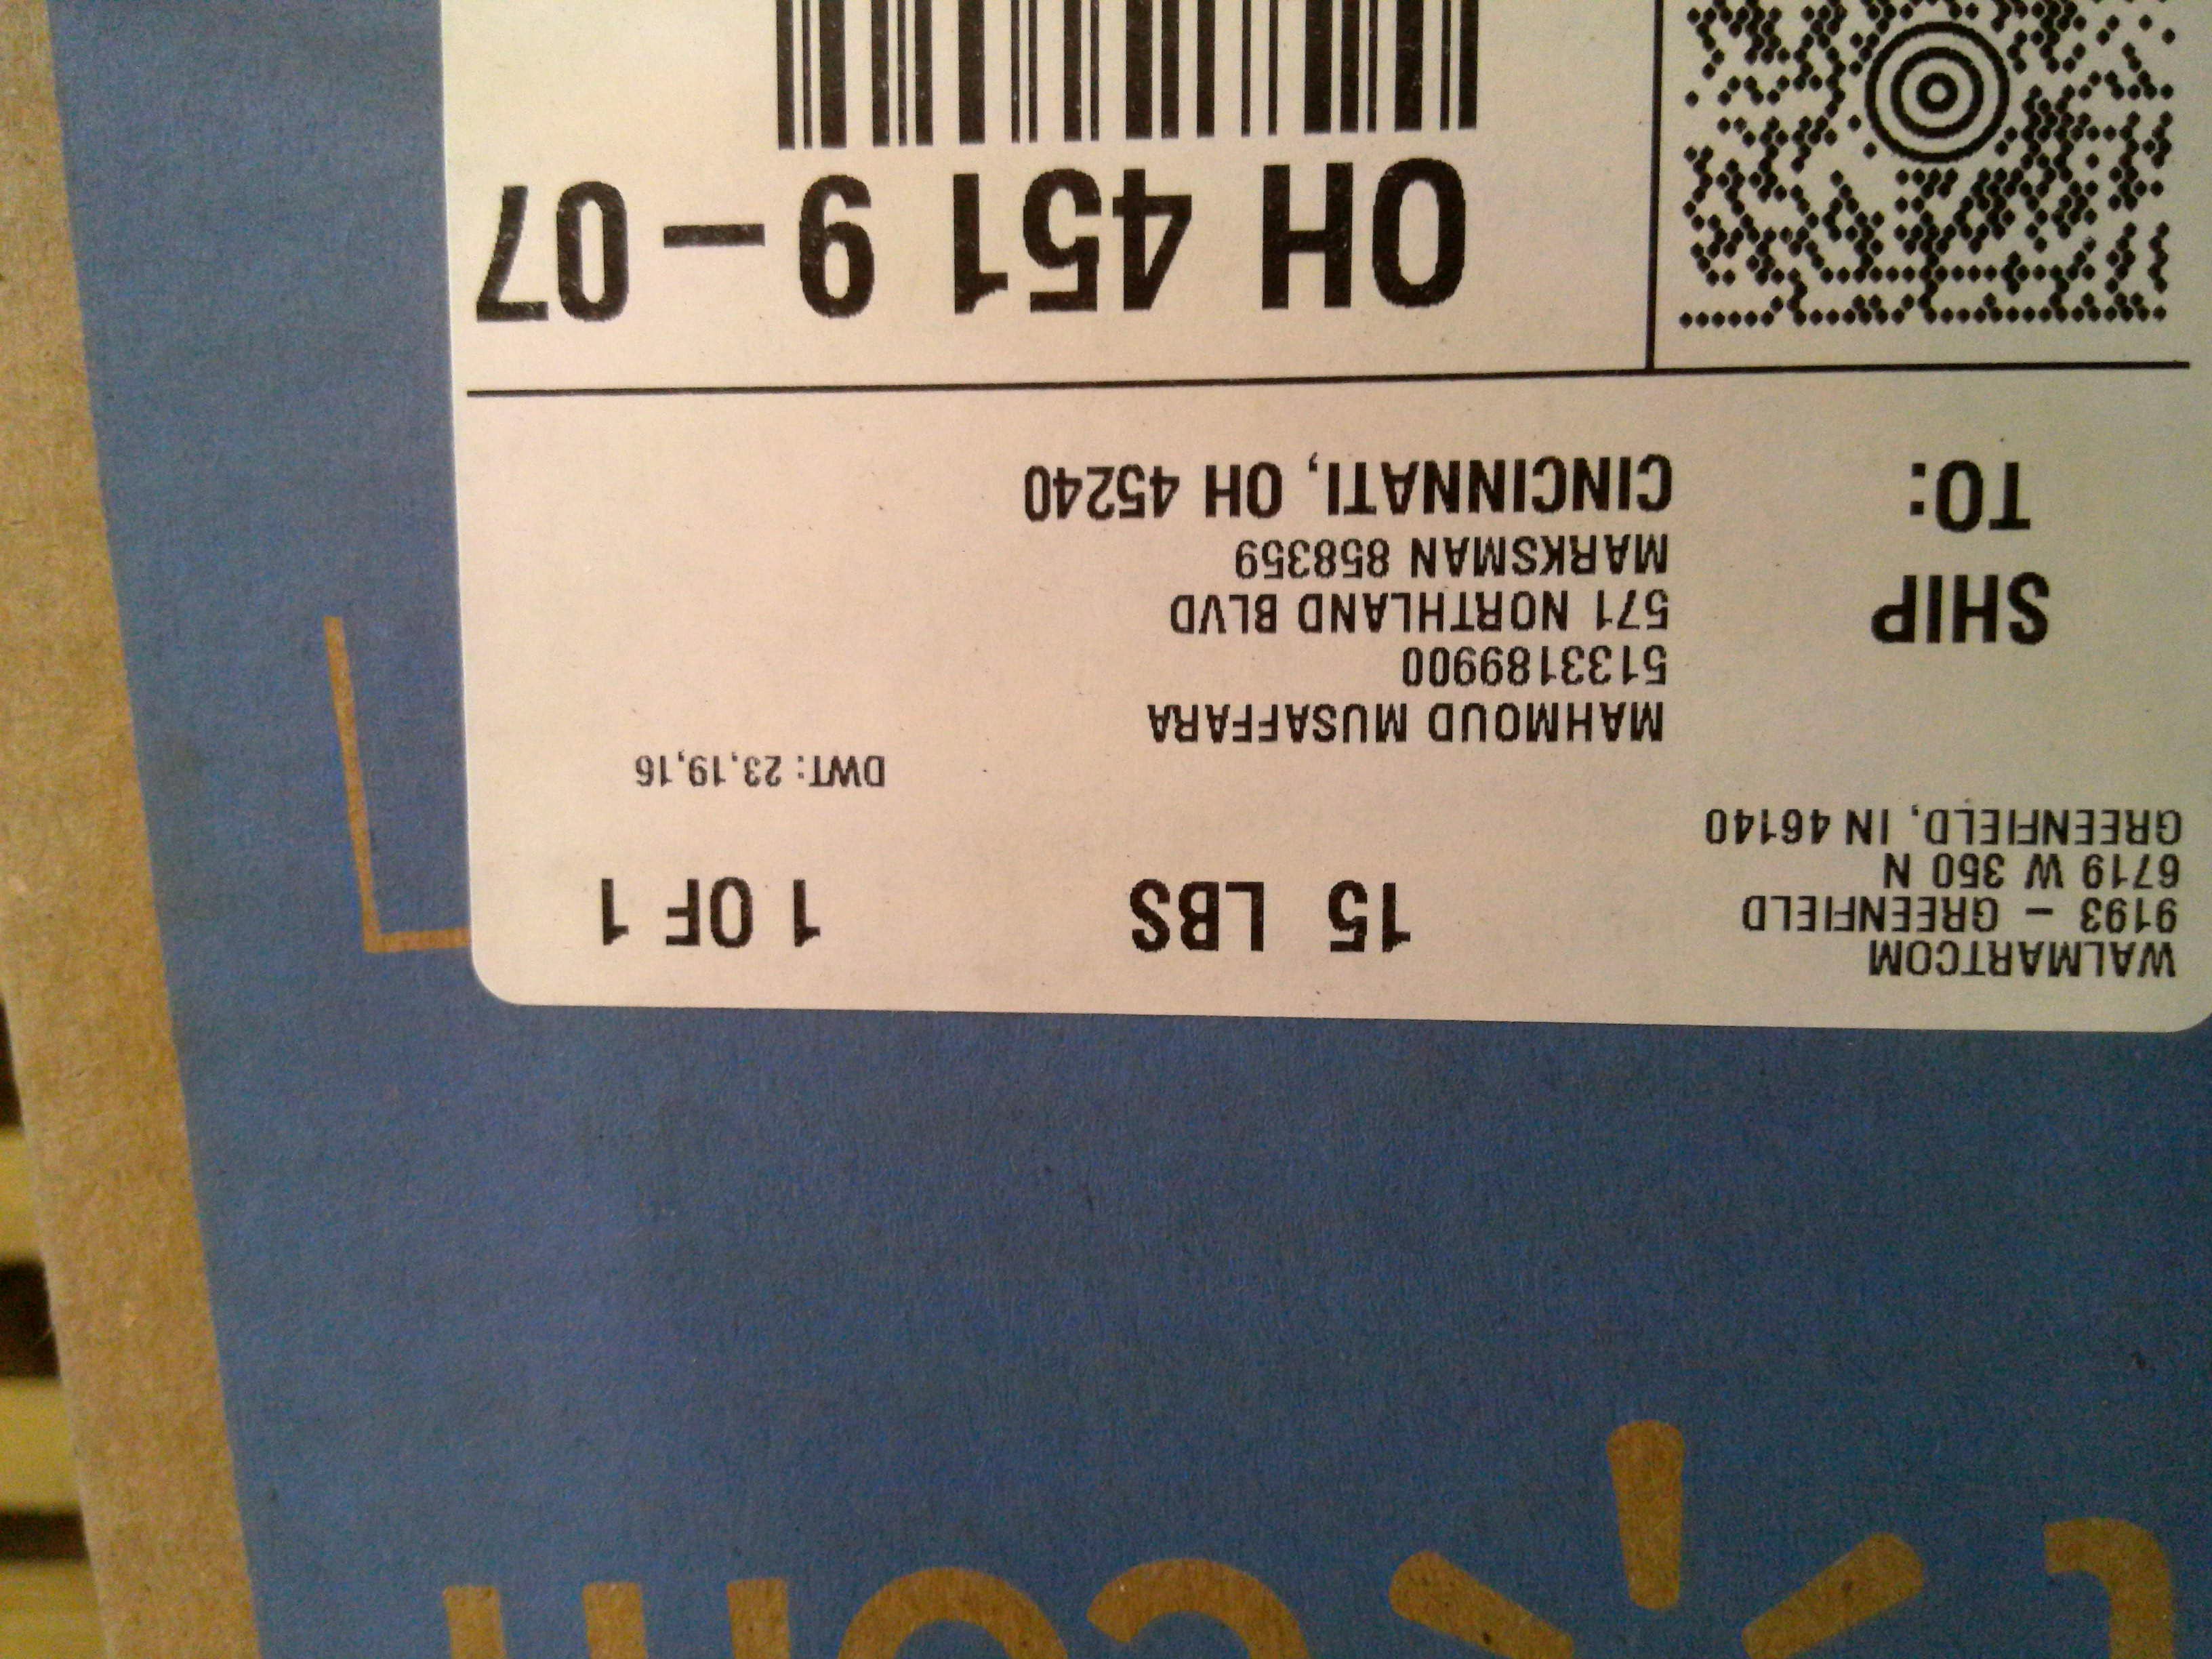 WALMARTCOM
9193 - GREENFIELD
6719 W 350 N
GREENFIELD, IN 46140
15 LBS
1 OF 1
DWT: 23,19,16
SHIP
TO:
MAHMOUD MUSAFFARA
5133189900
571 NORTHLAND BLVD
MARKSMAN 858359
CINCINNATI, OH 45240
OH 451 9-07